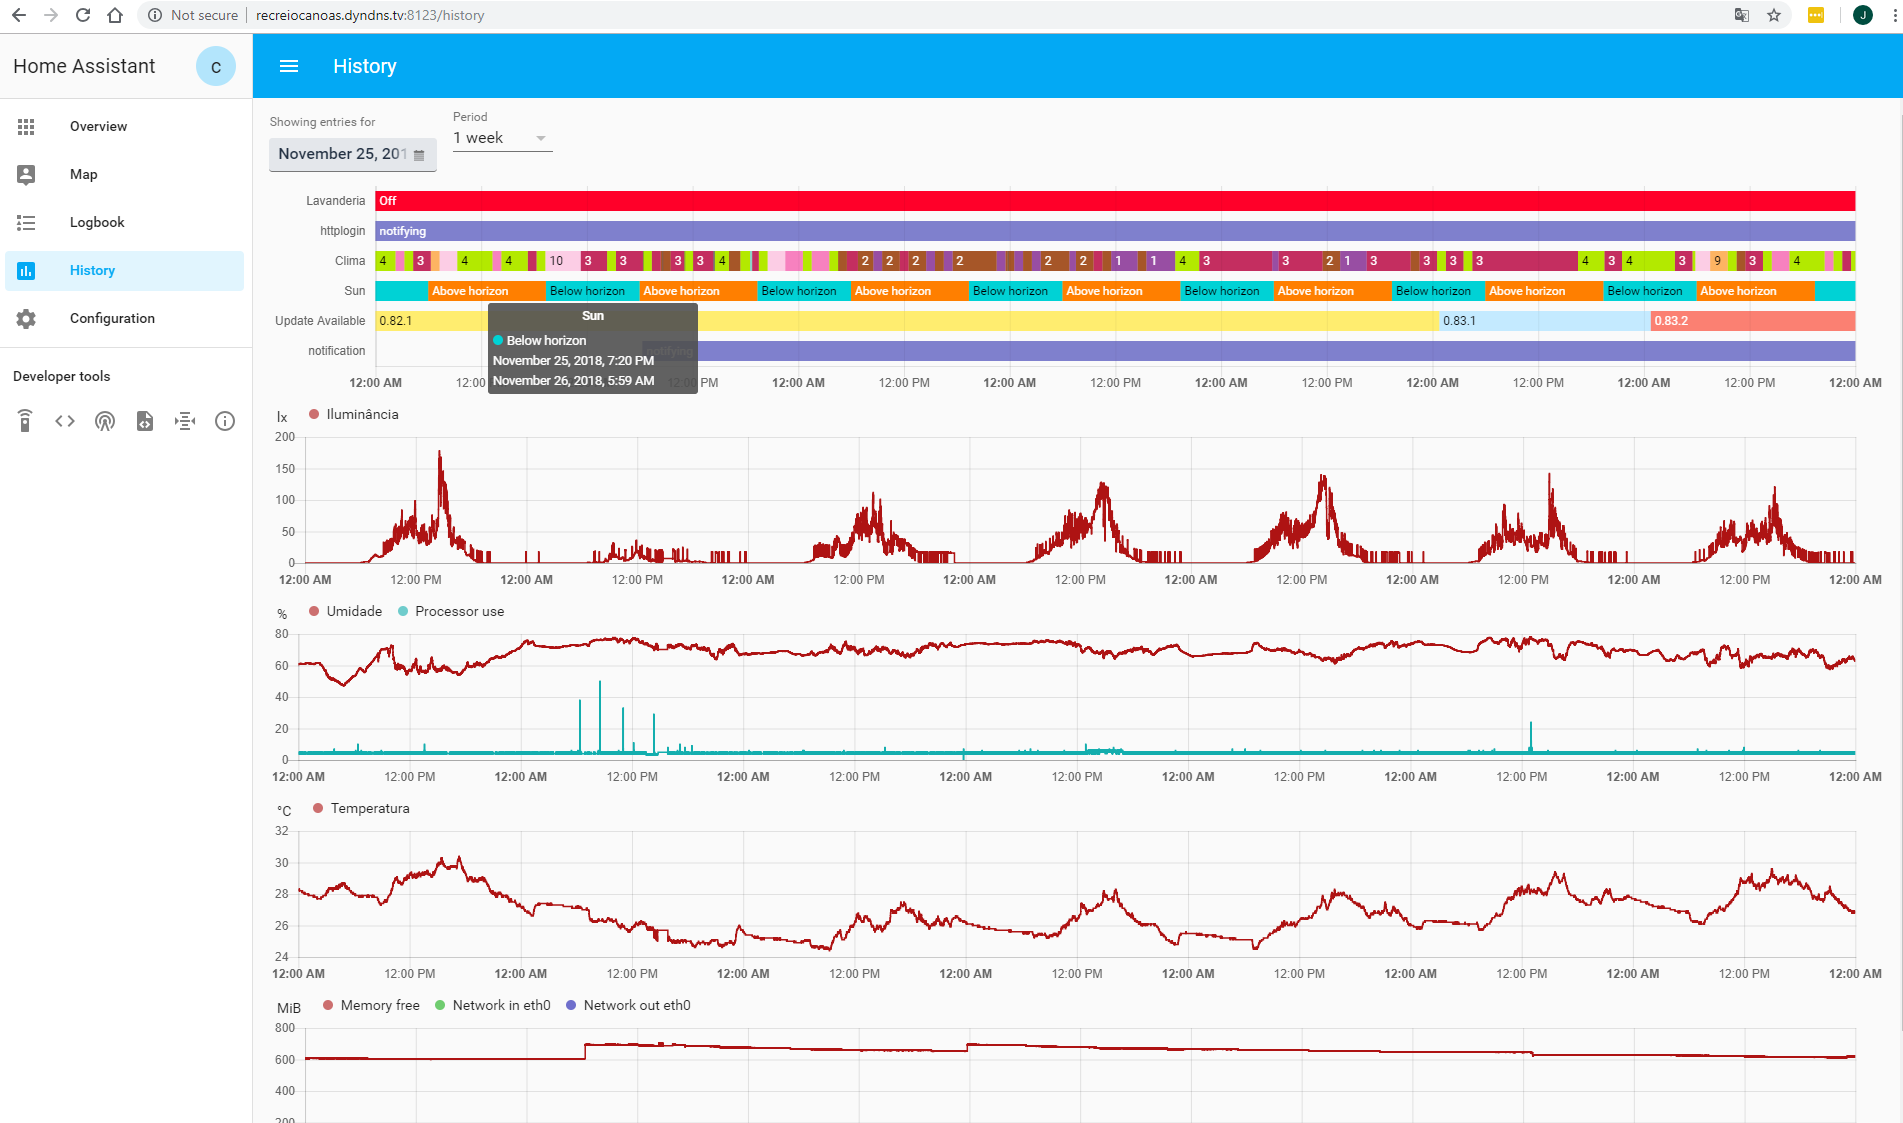 Not secure | recreiocanoas.dyndns.tv:8123/history
J
Home Assistant
C
History
Overview
Map
Logbook
History
Configuration
Developer tools
Showing entries for
November 25, 201
Period
1 week
Lavanderia
Off
httplogin
notifying
Clima
4 3 4 4 10 3 3 3 3 4 2 2 2 2 2 2 1 1 4 3 3 2 1 3 3 3 3 4 3 4 3 9 3 4
Sun
Above horizon Below horizon Above horizon Below horizon Above horizon Below horizon Above horizon Below horizon Above horizon Below horizon Above horizon Below horizon Above horizon
Update Available
0.82.1 0.83.1 0.83.2
notification
notifying
Sun
Below horizon
November 25, 2018, 7:20 PM
November 26, 2018, 5:59 AM
12:00 AM 12:00 PM 12:00 AM 12:00 PM 12:00 AM 12:00 PM 12:00 AM 12:00 PM 12:00 AM 12:00 PM 12:00 AM 12:00 PM 12:00 AM
lx
Iluminância
200
150
100
50
0
12:00 AM 12:00 PM 12:00 AM 12:00 PM 12:00 AM 12:00 PM 12:00 AM 12:00 PM 12:00 AM 12:00 PM 12:00 AM 12:00 PM 12:00 AM 12:00 PM 12:00 AM
%
Umidade Processor use
80
60
40
20
0
12:00 AM 12:00 PM 12:00 AM 12:00 PM 12:00 AM 12:00 PM 12:00 AM 12:00 PM 12:00 AM 12:00 PM 12:00 AM 12:00 PM 12:00 AM 12:00 PM 12:00 AM
°C
Temperatura
32
30
28
26
24
12:00 AM 12:00 PM 12:00 AM 12:00 PM 12:00 AM 12:00 PM 12:00 AM 12:00 PM 12:00 AM 12:00 PM 12:00 AM 12:00 PM 12:00 AM 12:00 PM 12:00 AM
MiB
Memory free Network in eth0 Network out eth0
800
600
400
200